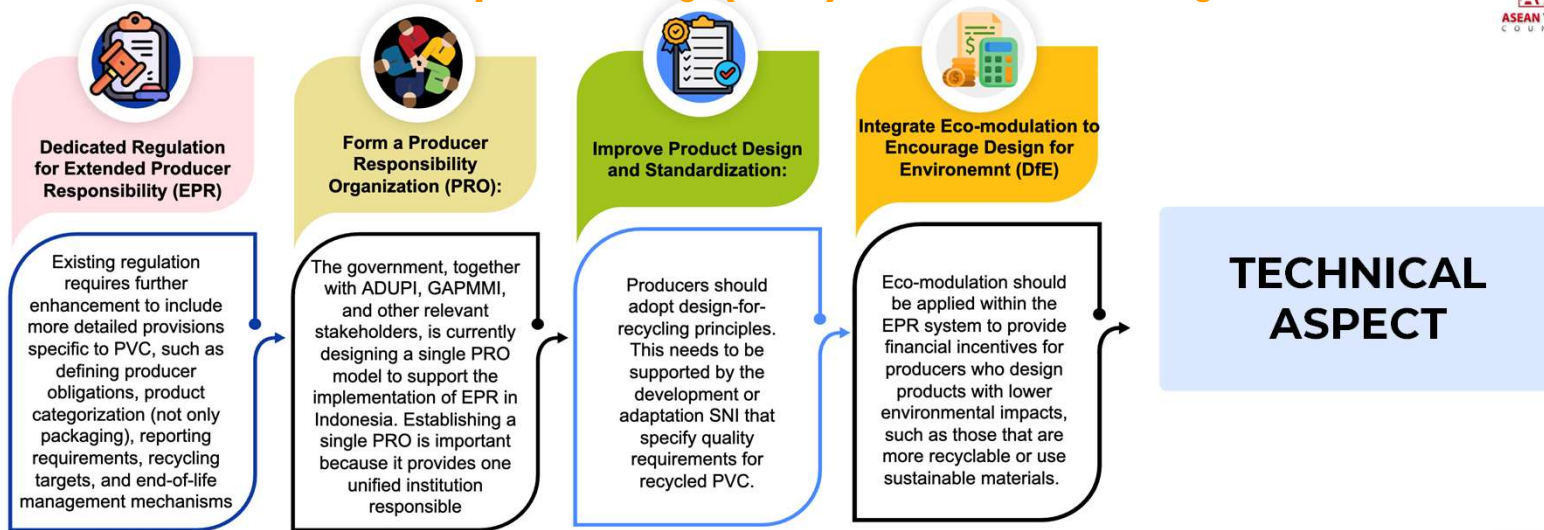 ASEAN
Dedicated Regulation
for Extended Producer
Responsibility (EPR)
Existing regulation
requires further
enhancement to include
more detailed provisions
specific to PVC, such as
defining producer
obligations, product
categorization (not only
packaging), reporting
requirements, recycling
targets, and end-of-life
management mechanisms
Form a Producer
Responsibility
Organization (PRO):
The government, together
with ADUPI, GAPMMI,
and other relevant
stakeholders, is currently
designing a single PRO
model to support the
implementation of EPR in
Indonesia. Establishing a
single PRO is important
because it provides one
unified institution
responsible
Improve Product Design
and Standardization:
Producers should
adopt design-for-
recycling principles.
This needs to be
supported by the
development or
adaptation SNI that
specify quality
requirements for
recycled PVC.
Integrate Eco-modulation to
Encourage Design for
Environemnt (DfE)
Eco-modulation should
be applied within the
EPR system to provide
financial incentives for
producers who design
products with lower
environmental impacts,
such as those that are
more recyclable or use
sustainable materials.
TECHNICAL
ASPECT